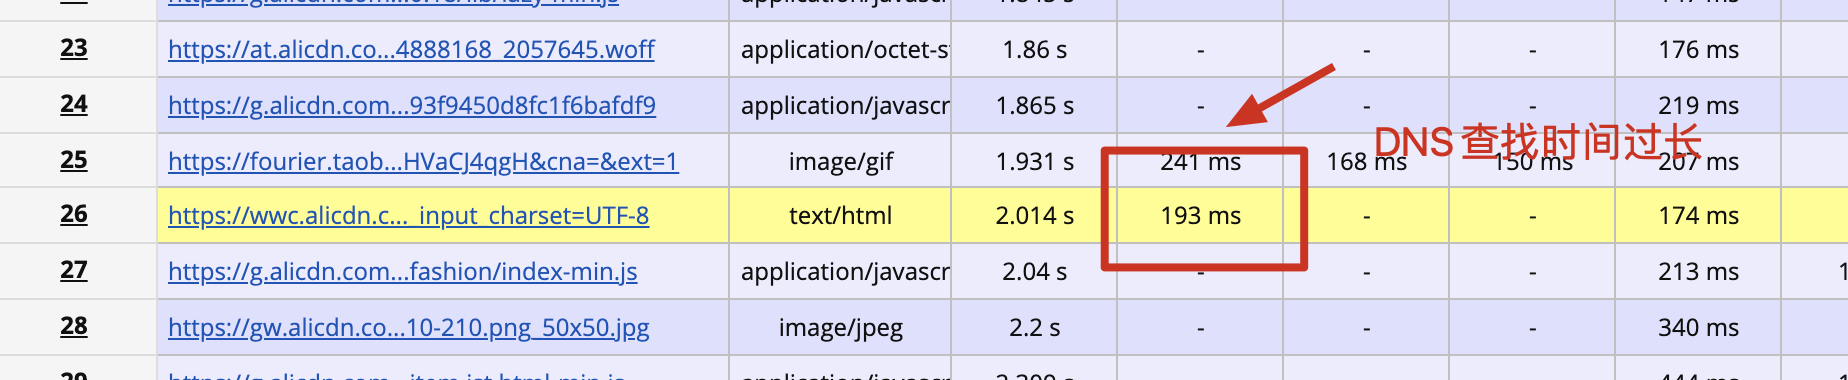 23 https://at.alicdn.co...4888168_2057645.woff application/octet-s 1.86 s - - - 176 ms
24 https://g.alicdn.com...93f9450d8fc1f6bafdf9 application/javascr 1.865 s - - - 219 ms
DNS查找时间过长
25 https://fourier.taob...HVaCJ4qgH&cna=&ext=1 image/gif 1.931 s 241 ms 168 ms 150 ms 207 ms
26 https://wwc.alicdn.c..._input_charset=UTF-8 text/html 2.014 s 193 ms - - 174 ms
27 https://g.alicdn.com...fashion/index-min.js application/javascr 2.04 s - - - 213 ms 1
28 https://gw.alicdn.co...10-210.png_50x50.jpg image/jpeg 2.2 s - - - 340 ms